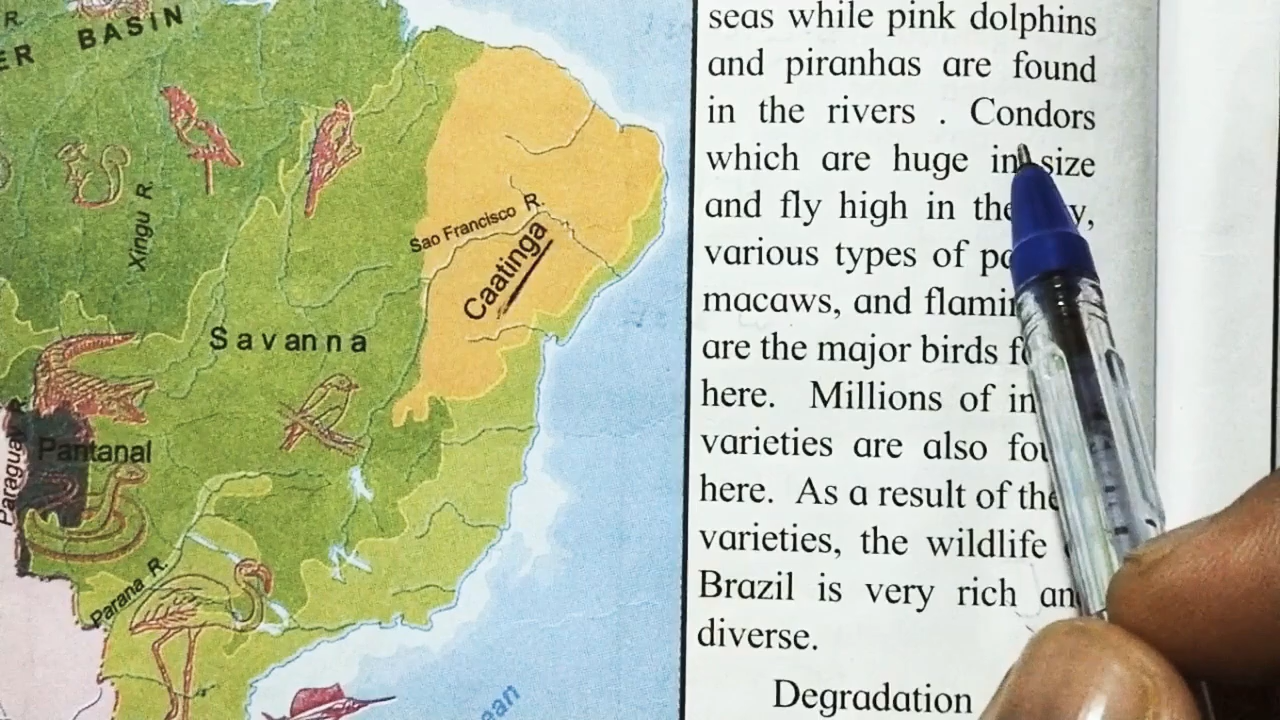 R.
ER BASIN
Xingu R.
Sao Francisco R.
Caatinga
Savanna
Pantanal
Paraguay R.
Parana R.
seas while pink dolphins
and piranhas are found
in the rivers . Condors
which are huge in size
and fly high in the
various types of
macaws, and
are the major birds
here. Millions of
varieties are also
here. As a result of
varieties, the wildlife
Brazil is very rich
diverse.
Degradation